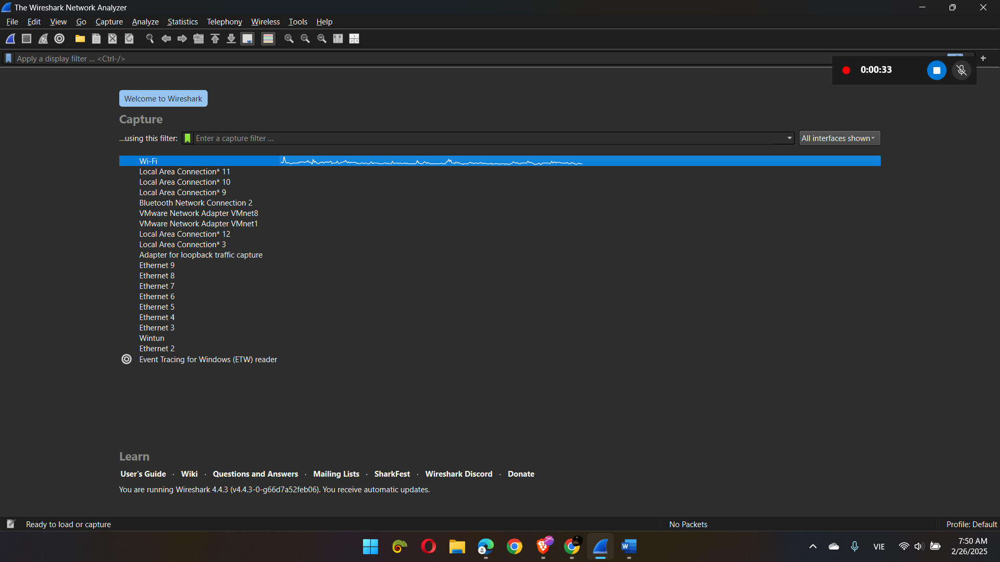 The Wireshark Network Analyzer
File Edit View Go Capture Analyze Statistics Telephony Wireless Tools Help
Apply a display filter ... <Ctrl-/>
+
0:00:33
Welcome to Wireshark
Capture
...using this filter: Enter a capture filter ... All interfaces shown
Wi-Fi
Local Area Connection* 11
Local Area Connection* 10
Local Area Connection* 9
Bluetooth Network Connection 2
VMware Network Adapter VMnet8
VMware Network Adapter VMnet1
Local Area Connection* 12
Local Area Connection* 3
Adapter for loopback traffic capture
Ethernet 9
Ethernet 8
Ethernet 7
Ethernet 6
Ethernet 5
Ethernet 4
Ethernet 3
Wintun
Ethernet 2
Event Tracing for Windows (ETW) reader
Learn
User's Guide · Wiki · Questions and Answers · Mailing Lists · SharkFest · Wireshark Discord · Donate
You are running Wireshark 4.4.3 (v4.4.3-0-g66d7a52feb06). You receive automatic updates.
Ready to load or capture No Packets Profile: Default
W VIE 7:50 AM
2/26/2025